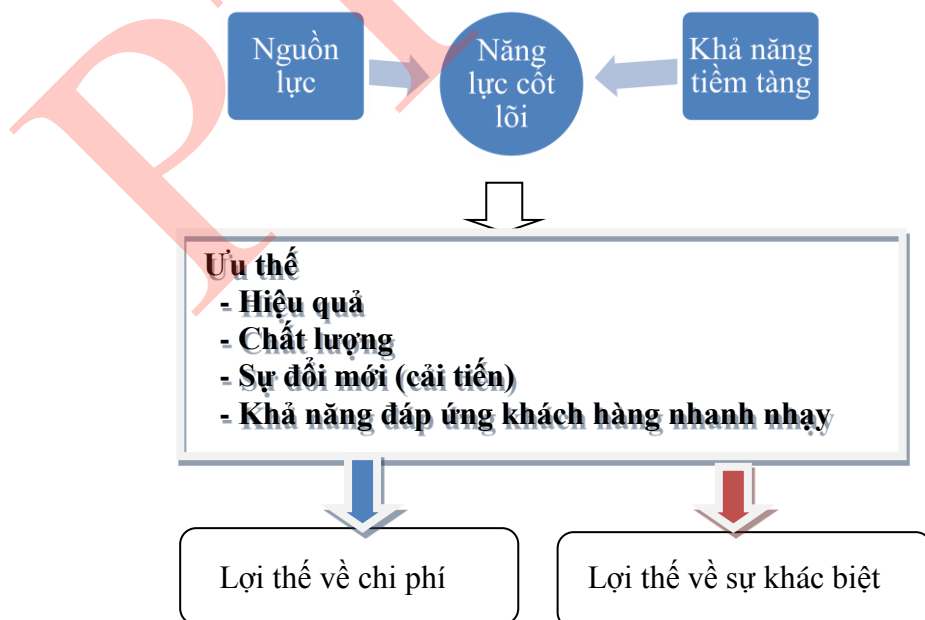 Nguồn
lực
Năng
lực cốt
lõi
Khả năng
tiềm tàng
Ưu thế
- Hiệu quả
- Chất lượng
- Sự đổi mới (cải tiến)
- Khả năng đáp ứng khách hàng nhanh nhạy
Lợi thế về chi phí
Lợi thế về sự khác biệt